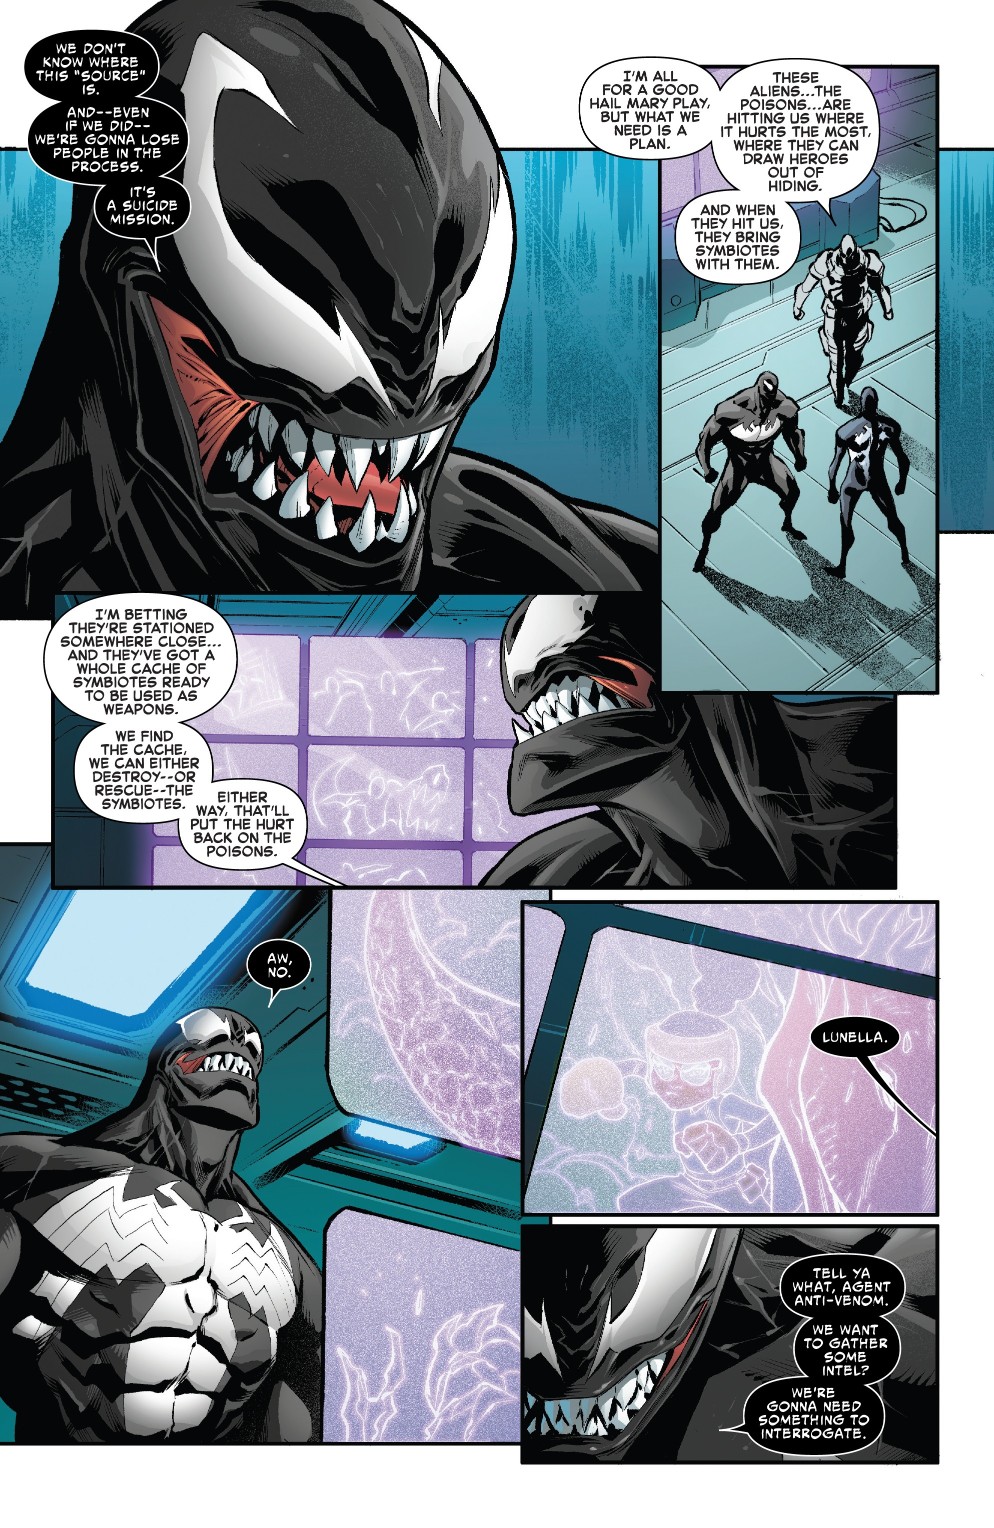 WE DON'T
KNOW WHERE
THIS "SOURCE"
IS.
AND--EVEN
IF WE DID--
WE'RE GONNA LOSE
PEOPLE IN THE
PROCESS.
IT'S
A SUICIDE
MISSION.
I'M ALL
FOR A GOOD
HAIL MARY PLAY,
BUT WHAT WE
NEED IS A
PLAN.
THESE
ALIENS...THE
POISONS...ARE
HITTING US WHERE
IT HURTS THE MOST,
WHERE THEY CAN
DRAW HEROES
OUT OF
HIDING.
AND WHEN
THEY HIT US,
THEY BRING
SYMBIOTES
WITH THEM.
I'M BETTING
THEY'RE STATIONED
SOMEWHERE CLOSE...
AND THEY'VE GOT A
WHOLE CACHE OF
SYMBIOTES READY
TO BE USED AS
WEAPONS.
WE FIND
THE CACHE,
WE CAN EITHER
DESTROY--OR
RESCUE--THE
SYMBIOTES.
EITHER
WAY, THAT'LL
PUT THE HURT
BACK ON THE
POISONS.
AW,
NO.
LUNELLA.
TELL YA
WHAT, AGENT
ANTI-VENOM.
WE WANT
TO GATHER
SOME
INTEL?
WE'RE
GONNA NEED
SOMETHING TO
INTERROGATE.